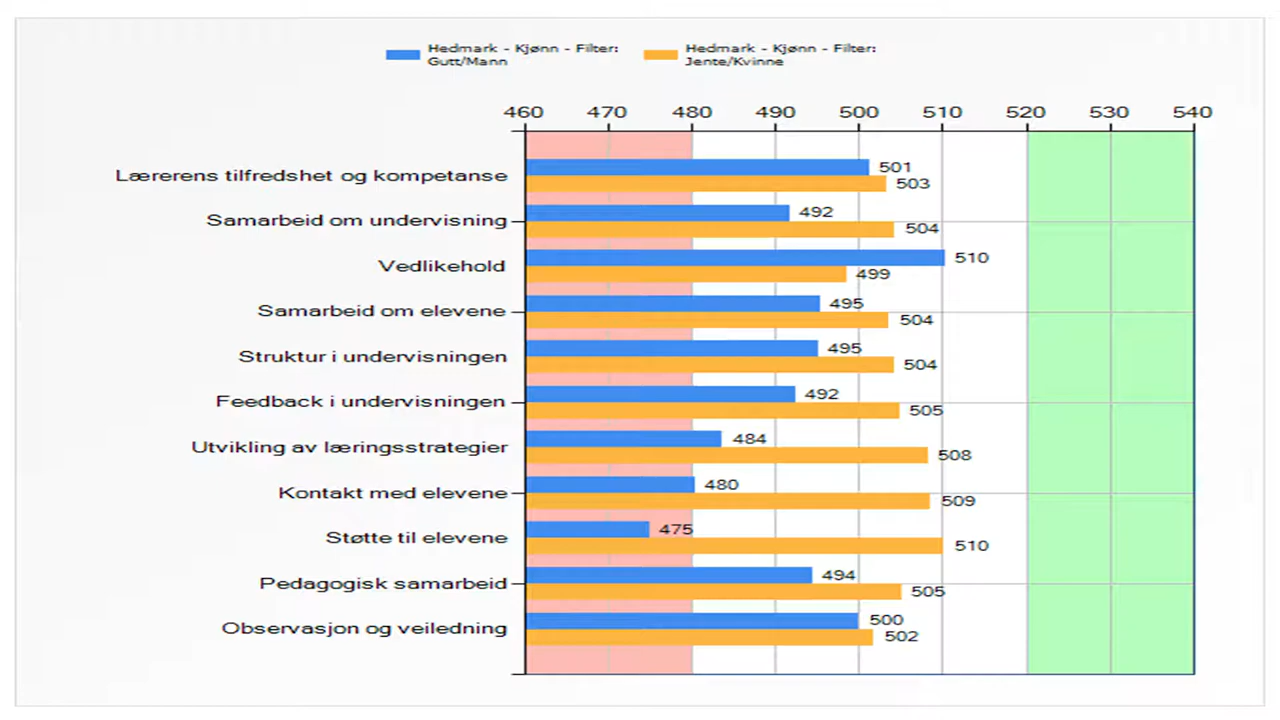 Hedmark - Kjønn - Filter:
Gutt/Mann
Hedmark - Kjønn - Filter:
Jente/Kvinne
460 470 480 490 500 510 520 530 540
Lærerens tilfredshet og kompetanse 501
503
Samarbeid om undervisning 492
504
Vedlikehold 510
499
Samarbeid om elevene 495
504
Struktur i undervisningen 495
504
Feedback i undervisningen 492
505
Utvikling av læringsstrategier 484
508
Kontakt med elevene 480
509
Støtte til elevene 475
510
Pedagogisk samarbeid 494
505
Observasjon og veiledning 500
502